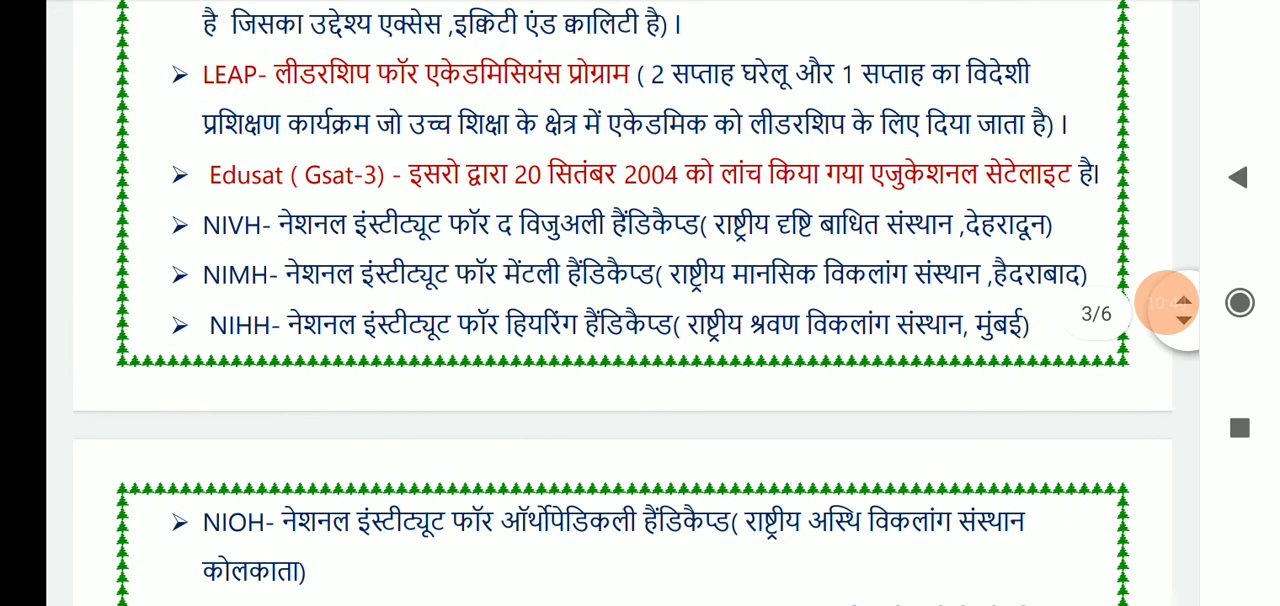 है जिसका उद्देश्य एक्सेस ,इक्विटी एंड क्वालिटी है) ।
➤ LEAP- लीडरशिप फॉर एकेडमिसियंस प्रोग्राम ( 2 सप्ताह घरेलू और 1 सप्ताह का विदेशी
प्रशिक्षण कार्यक्रम जो उच्च शिक्षा के क्षेत्र में एकेडमिक को लीडरशिप के लिए दिया जाता है) ।
➤ Edusat ( Gsat-3) - इसरो द्वारा 20 सितंबर 2004 को लांच किया गया एजुकेशनल सेटेलाइट है।
➤ NIVH- नेशनल इंस्टीट्यूट फॉर द विजुअली हैंडिकैप्ड( राष्ट्रीय दृष्टि बाधित संस्थान ,देहरादून)
➤ NIMH- नेशनल इंस्टीट्यूट फॉर मेंटली हैंडिकैप्ड( राष्ट्रीय मानसिक विकलांग संस्थान ,हैदराबाद)
➤ NIHH- नेशनल इंस्टीट्यूट फॉर हियरिंग हैंडिकैप्ड( राष्ट्रीय श्रवण विकलांग संस्थान, मुंबई)
3/6
➤ NIOH- नेशनल इंस्टीट्यूट फॉर ऑर्थोपेडिकली हैंडिकैप्ड( राष्ट्रीय अस्थि विकलांग संस्थान
कोलकाता)